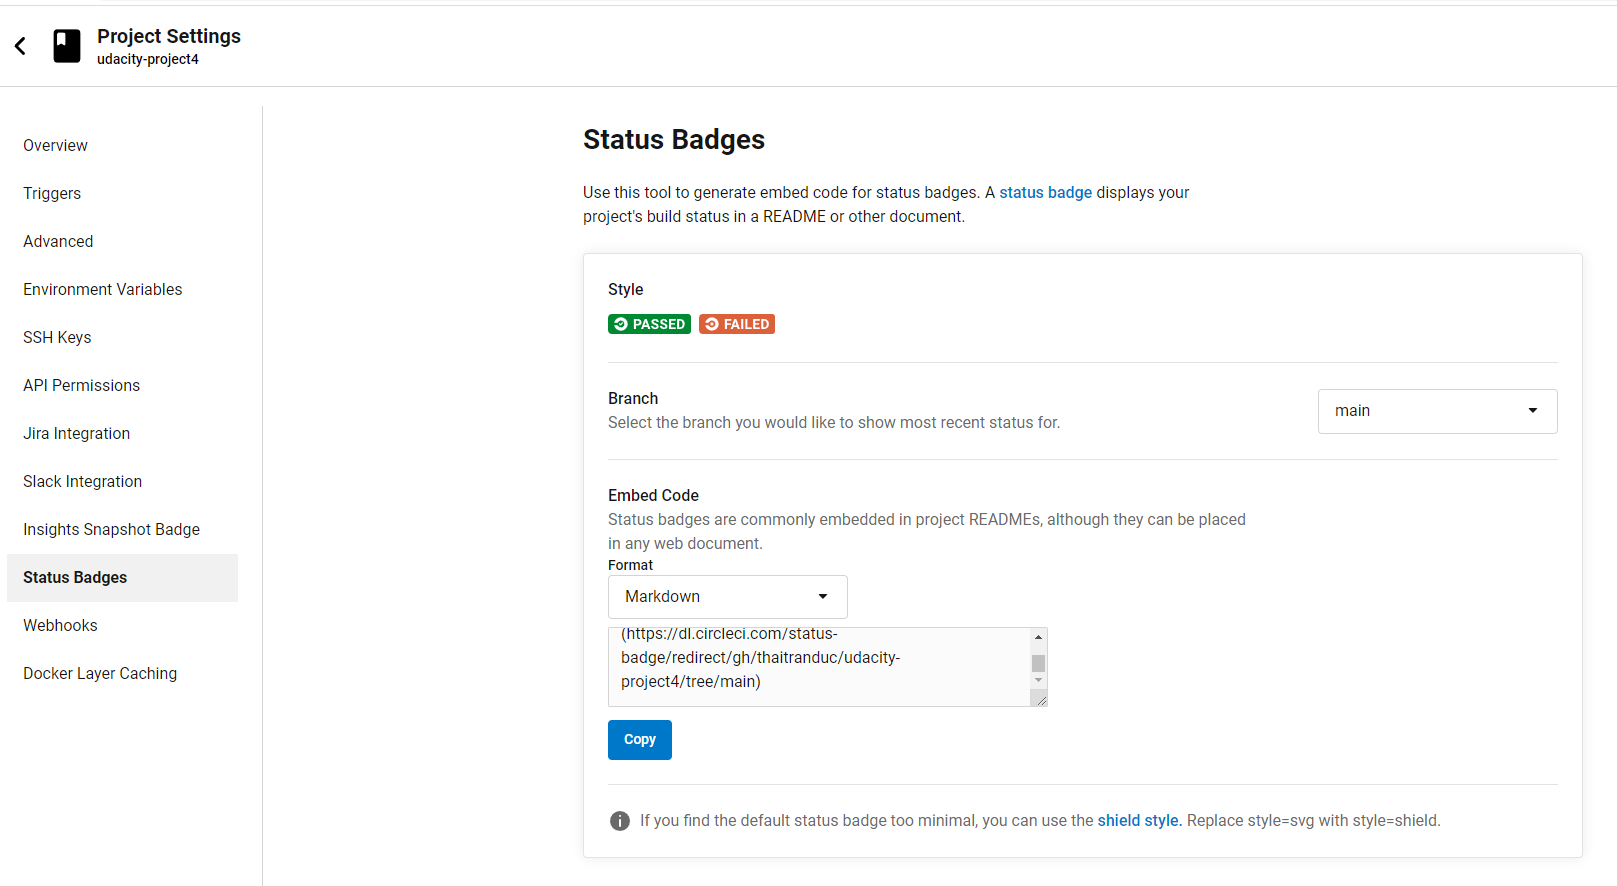 Project Settings
udacity-project4
Overview
Triggers
Advanced
Environment Variables
SSH Keys
API Permissions
Jira Integration
Slack Integration
Insights Snapshot Badge
Status Badges
Webhooks
Docker Layer Caching
Status Badges
Use this tool to generate embed code for status badges. A status badge displays your
project's build status in a README or other document.
Style
PASSED FAILED
Branch
Select the branch you would like to show most recent status for.
main
Embed Code
Status badges are commonly embedded in project READMEs, although they can be placed
in any web document.
Format
Markdown
(https://dl.circleci.com/status-
badge/redirect/gh/thaitranduc/udacity-
project4/tree/main)
Copy
If you find the default status badge too minimal, you can use the shield style. Replace style=svg with style=shield.